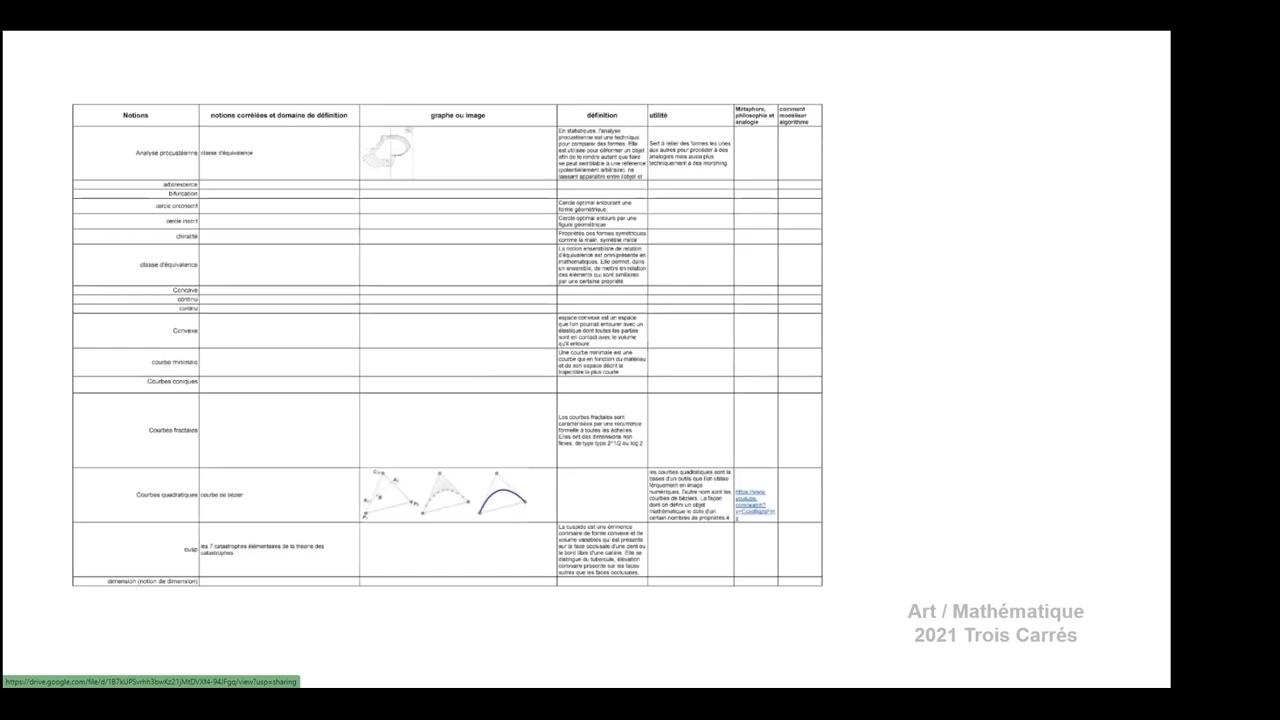 Notions notions corrélées et domaine de définition graphe ou image définition utilité Métaphore, philosophie et analogie comment modéliser algorithme
Analyse procustéenne classe d'équivalence
En statistiques, l'analyse
procustéenne est une technique
pour comparer des formes. Elle
est utilisée pour déformer un objet
afin de le rendre autant que faire
se peut semblable à une référence
(potentiellement arbitraire), ne
laissant apparaître entre l'objet et
Sert à relier des formes les unes
aux autres pour procéder à des
analogies mais aussi plus
techniquement à des morphing
arborescence
bifurcation
cercle circonscrit
Cercle optimal entourant une
forme géométrique.
cercle inscrit
Cercle optimal entouré par une
figure géométrique
chiralité
Propriétés des formes symétriques
comme la main, symétrie miroir
classe d'équivalence
La notion ensembliste de relation
d'équivalence est omniprésente en
mathématiques. Elle permet, dans
un ensemble, de mettre en relation
des éléments qui sont similaires
par une certaine propriété
Concave
continu
continu
Convexe
espace convexe est un espace
que l'on pourrait entourer avec un
élastique dont toutes les parties
sont en contact avec le volume
qu'il entoure
courbe minimale
Une courbe minimale est une
courbe qui en fonction du matériau
et de son espace décrit la
trajectoire la plus courte
Courbes coniques
Courbes fractales
Les courbes fractales sont
caractérisées par une récurrence
formelle à toutes les échelles.
Elles ont des dimensions non
finies, de type type 2^1/2 ou log 2
Courbes quadratiques courbe de bézier
les courbes quadratiques sont la
bases d'un outils que l'on utilise
en image
numériques, l'autre nom sont les
courbes de béziers. La façon
dont on définit un objet
mathématique le dote d'un
certain nombres de propriétés.
https://www.
youtube.
com/watch?
cusp les 7 catastrophes élémentaires de la théorie des
catastrophes
La cuspide est une éminence
coronaire de forme convexe et de
volume variables qui est présente
sur la face occlusale d'une dent ou
le bord libre d'une canine. Elle se
distingue du tubercule, élévation
coronaire présente sur les faces
autres que les faces occlusales.
dimension (notion de dimension)
Art / Mathématique
2021 Trois Carrés